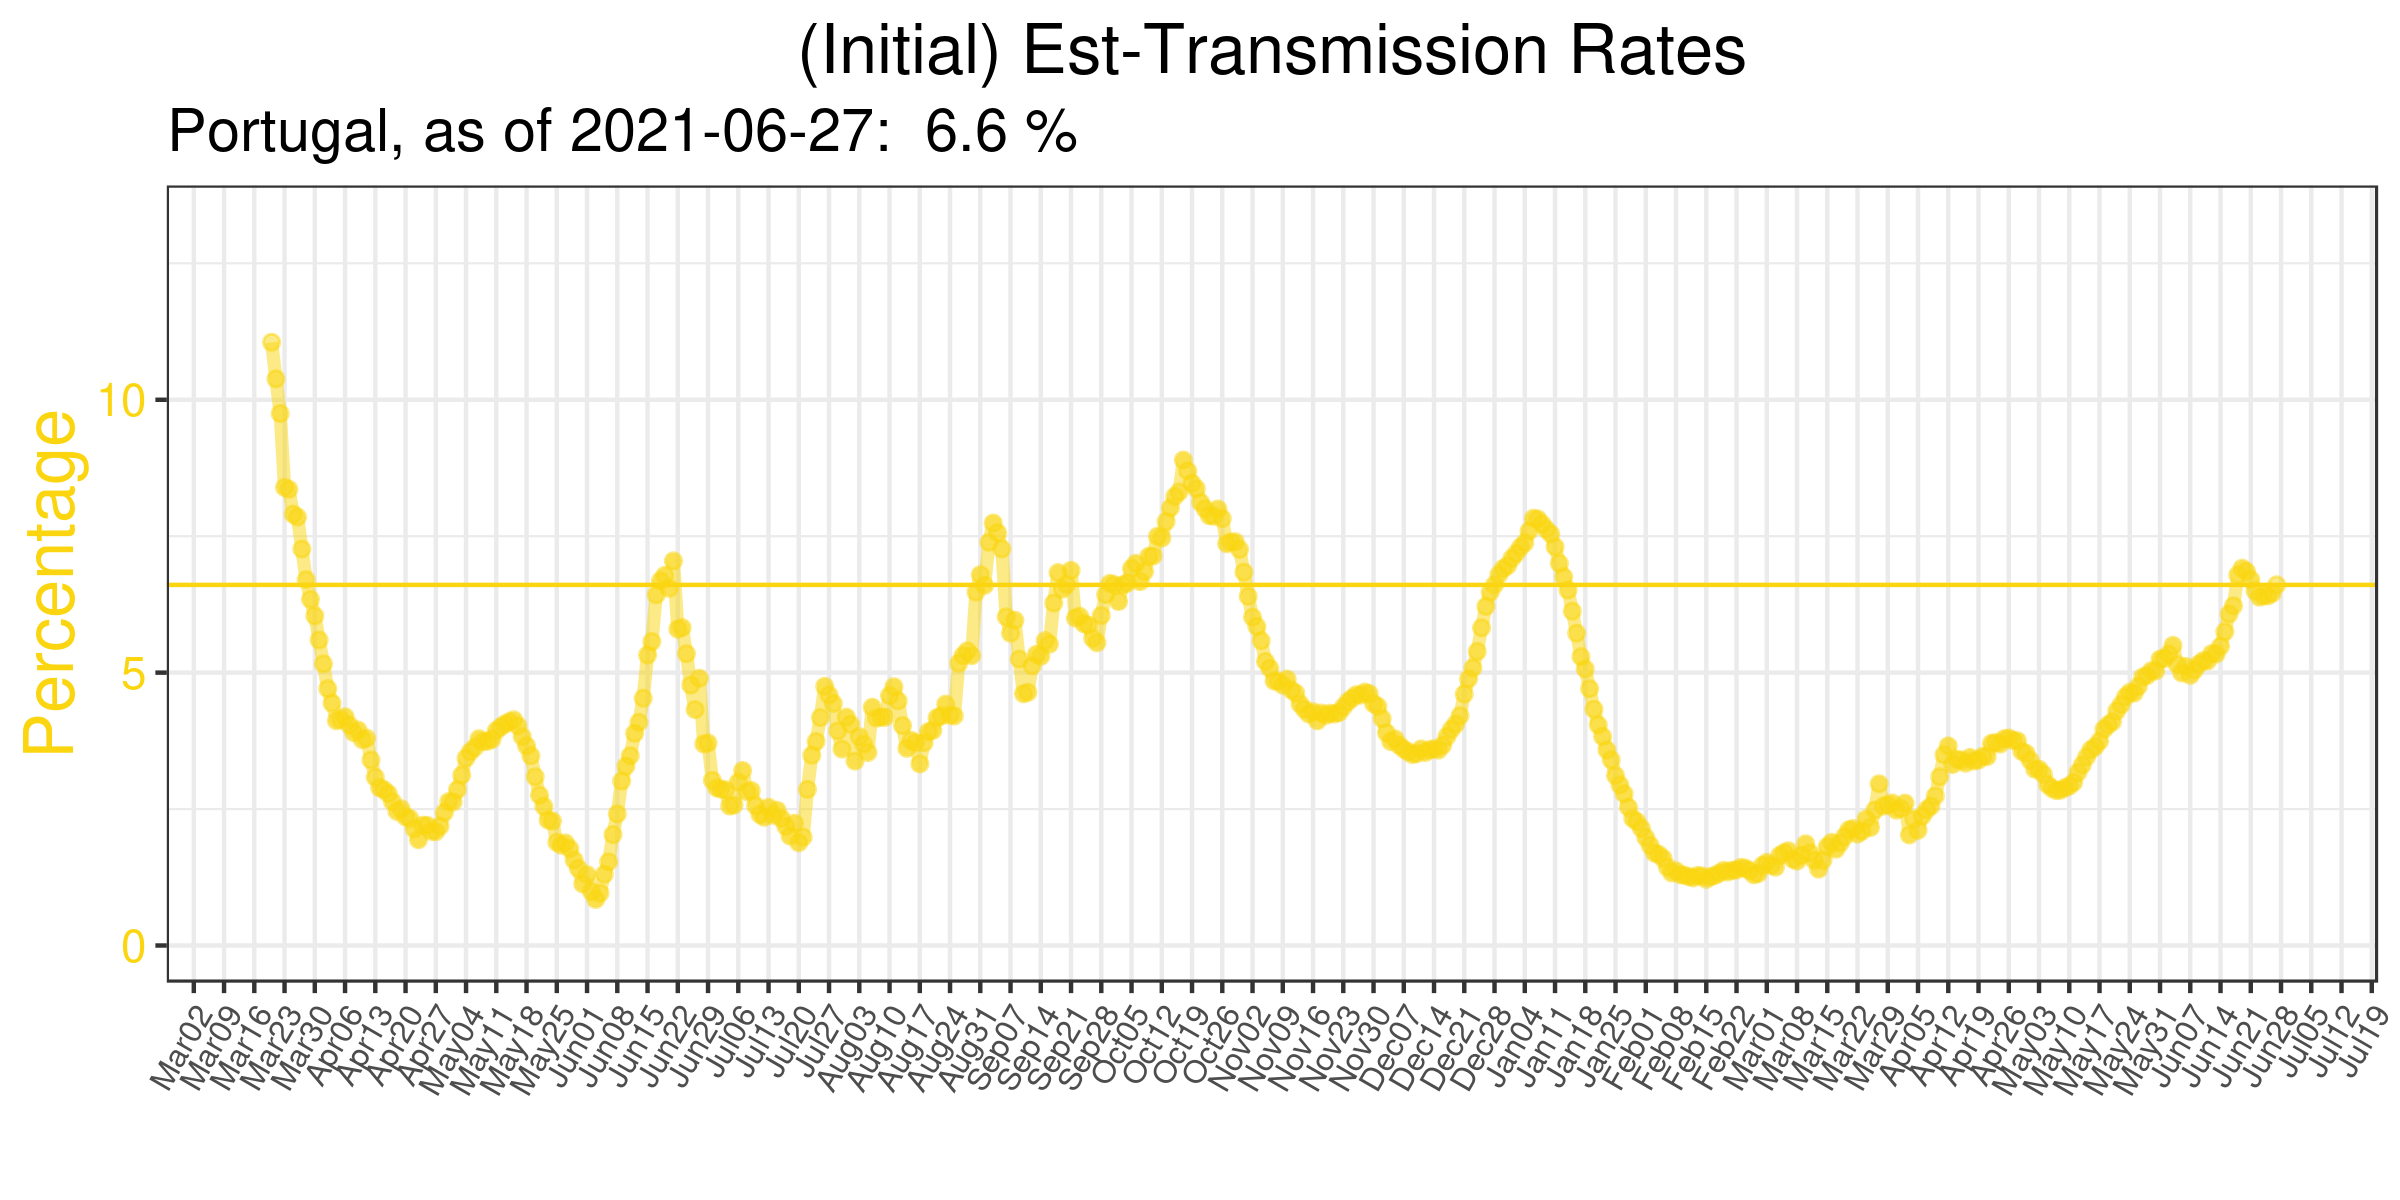 (Initial) Est-Transmission Rates
Portugal, as of 2021-06-27:  6.6 %
Percentage
10
5
0
Mar02
Mar09
Mar16
Mar23
Mar30
Apr06
Apr13
Apr20
Apr27
May04
May11
May18
May25
Jun01
Jun08
Jun15
Jun22
Jun29
Jul06
Jul13
Jul20
Jul27
Aug03
Aug10
Aug17
Aug24
Aug31
Sep07
Sep14
Sep21
Sep28
Oct05
Oct12
Oct19
Oct26
Nov02
Nov09
Nov16
Nov23
Nov30
Dec07
Dec14
Dec21
Dec28
Jan04
Jan11
Jan18
Jan25
Feb01
Feb08
Feb15
Feb22
Mar01
Mar08
Mar15
Mar22
Mar29
Apr05
Apr12
Apr19
Apr26
May03
May10
May17
May24
May31
Jun07
Jun14
Jun21
Jun28
Jul05
Jul12
Jul19